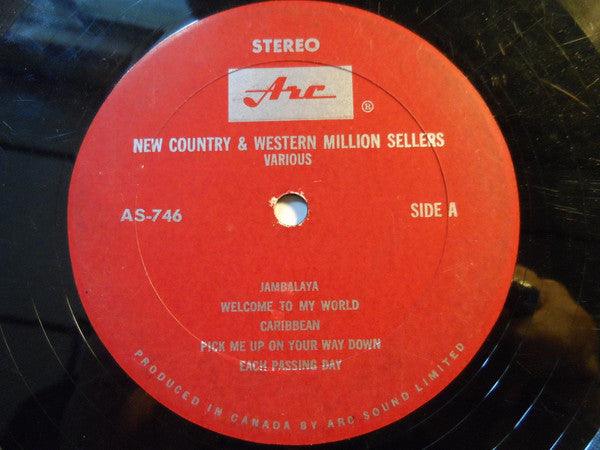 STEREO
Arc
®
NEW COUNTRY & WESTERN MILLION SELLERS
VARIOUS
AS-746
SIDE A
JAMBALAYA
WELCOME TO MY WORLD
CARIBBEAN
PICK ME UP ON YOUR WAY DOWN
EACH PASSING DAY
PRODUCED IN CANADA BY ARC SOUND LIMITED